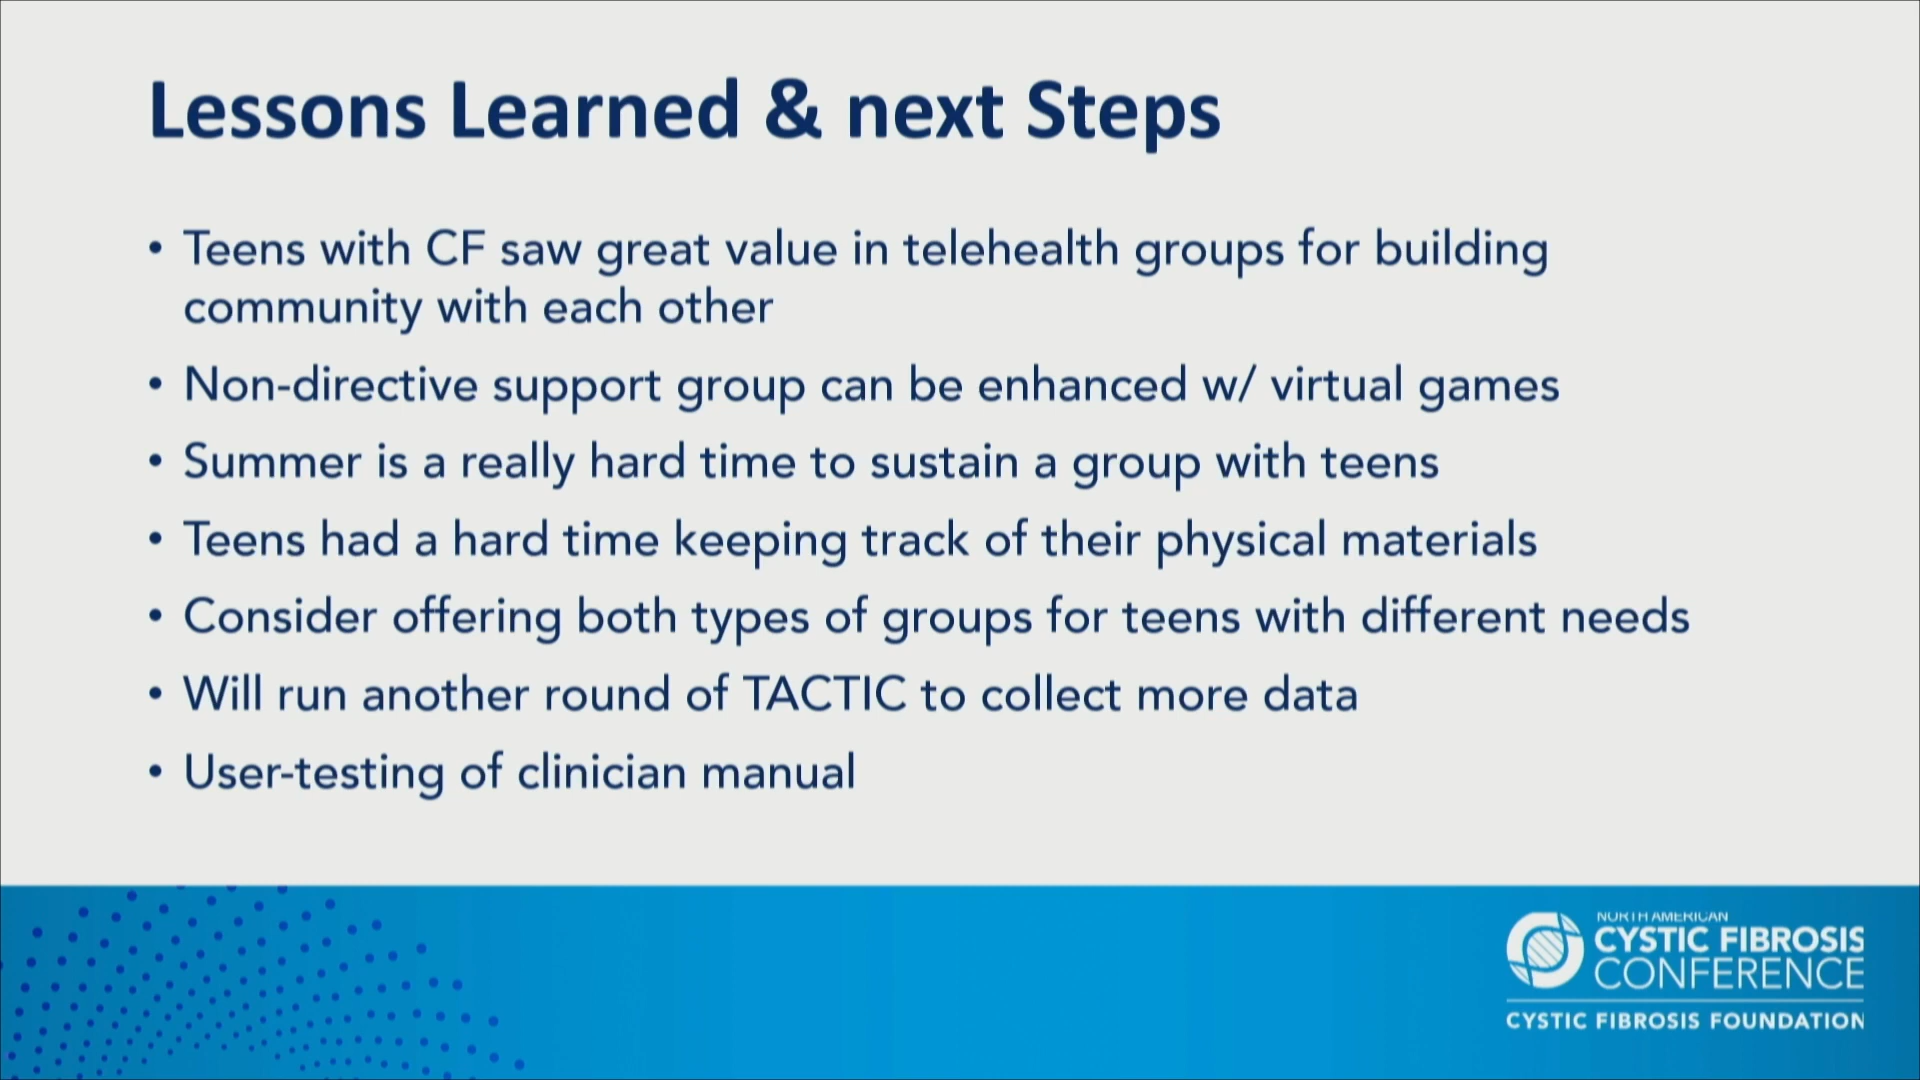 Lessons Learned & next Steps
• Teens with CF saw great value in telehealth groups for building
community with each other
• Non-directive support group can be enhanced w/ virtual games
• Summer is a really hard time to sustain a group with teens
• Teens had a hard time keeping track of their physical materials
• Consider offering both types of groups for teens with different needs
• Will run another round of TACTIC to collect more data
• User-testing of clinician manual
NORTH AMERICAN
CYSTIC FIBROSIS
CONFERENCE
CYSTIC FIBROSIS FOUNDATION